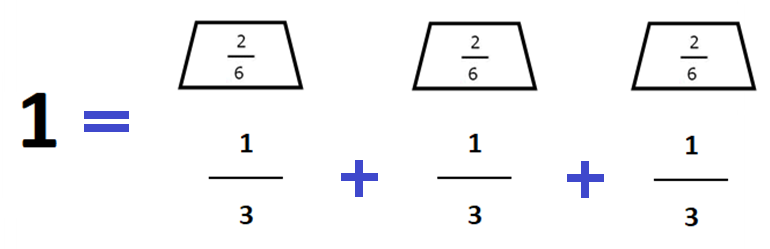 2/6 2/6 2/6
1 = 1/3 + 1/3 + 1/3